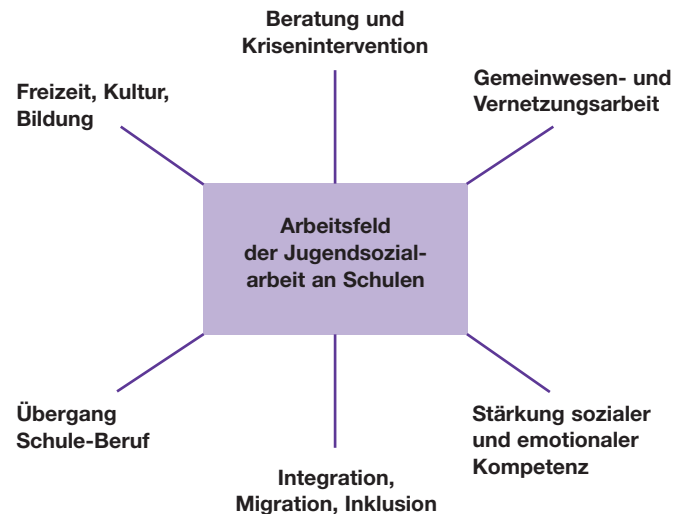 Beratung und
Krisenintervention
Freizeit, Kultur,
Bildung
Gemeinwesen- und
Vernetzungsarbeit
Arbeitsfeld
der Jugendsozial-
arbeit an Schulen
Übergang
Schule-Beruf
Stärkung sozialer
und emotionaler
Kompetenz
Integration,
Migration, Inklusion